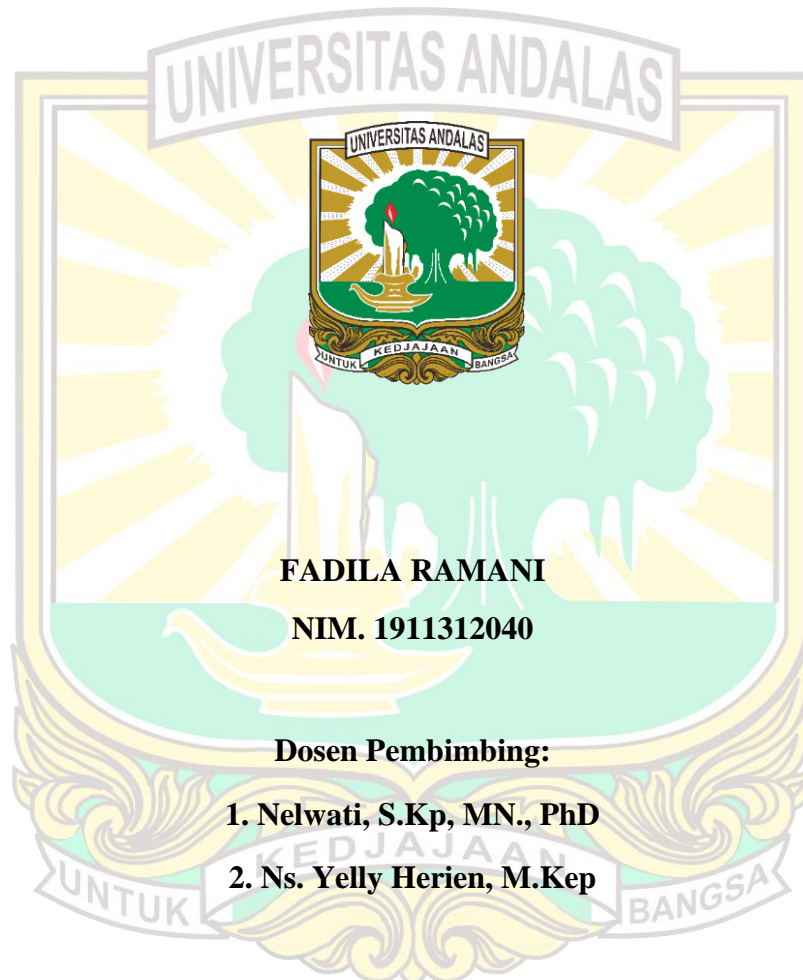 UNIVERSITAS ANDALAS
UNIVERSITAS ANDALAS
UNTUK KEDJAJAAN BANGSA
FADILA RAMANI
NIM. 1911312040
Dosen Pembimbing:
1. Nelwati, S.Kp, MN., PhD
2. Ns. Yelly Herien, M.Kep
UNTUK KEDJAJAAN BANGSA